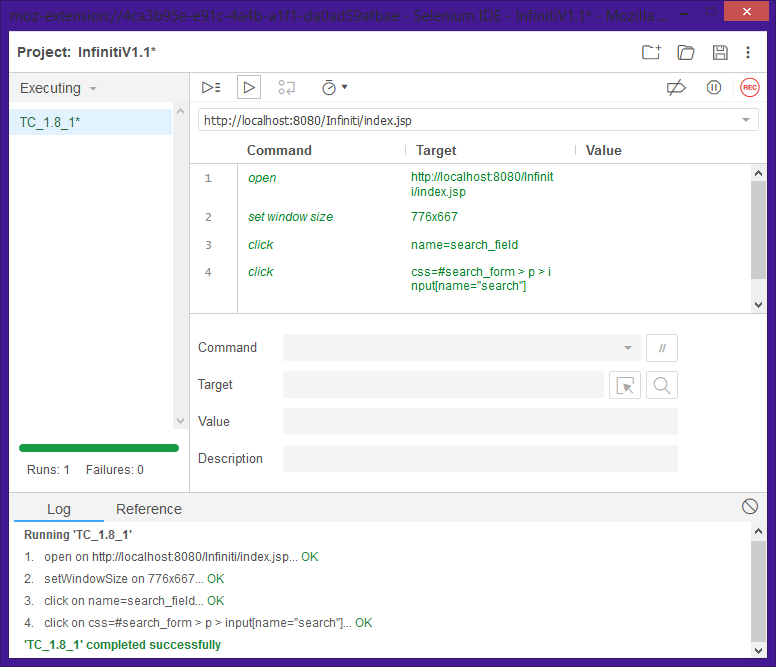 moz-extension://4ca3b95e-e91c-4a4b-a1f1-da0ad59afbae - Selenium IDE - InfinitiV1.1* - Mozilla ...
Project: InfinitiV1.1*
Executing
REC
TC_1.8_1*
http://localhost:8080/Infiniti/index.jsp
Command Target Value
1 open http://localhost:8080/Infinit
i/index.jsp
2 set window size 776x667
3 click name=search_field
4 click css=#search_form > p > i
nput[name="search"]
Command //
Target
Value
Description
Runs: 1 Failures: 0
Log Reference
Running 'TC_1.8_1'
1. open on http://localhost:8080/Infiniti/index.jsp... OK
2. setWindowSize on 776x667... OK
3. click on name=search_field... OK
4. click on css=#search_form > p > input[name="search"]... OK
'TC_1.8_1' completed successfully